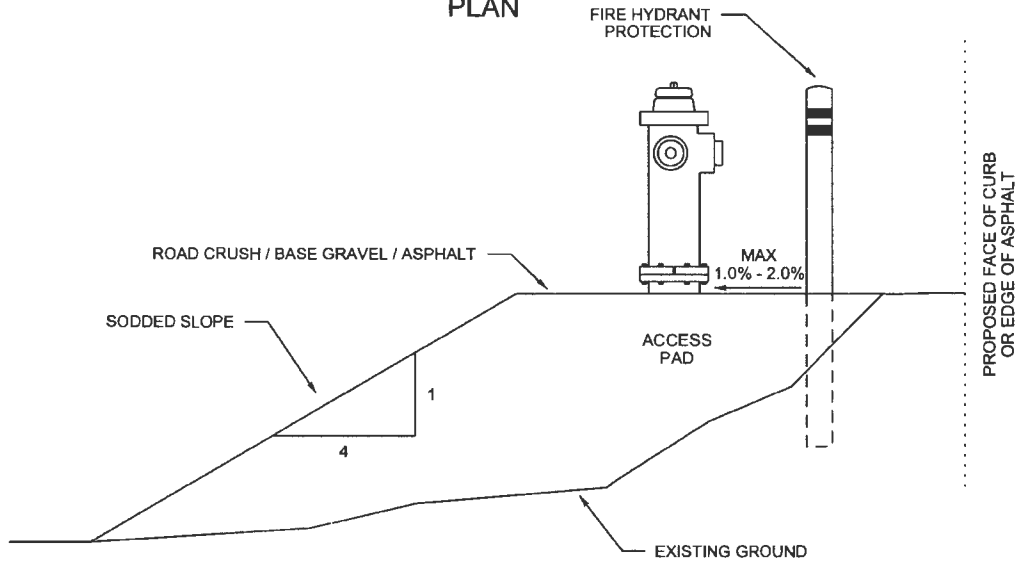 PLAN
FIRE HYDRANT
PROTECTION
ROAD CRUSH / BASE GRAVEL / ASPHALT
MAX
1.0% - 2.0%
SODDED SLOPE
ACCESS
PAD
1
4
EXISTING GROUND
PROPOSED FACE OF CURB
OR EDGE OF ASPHALT